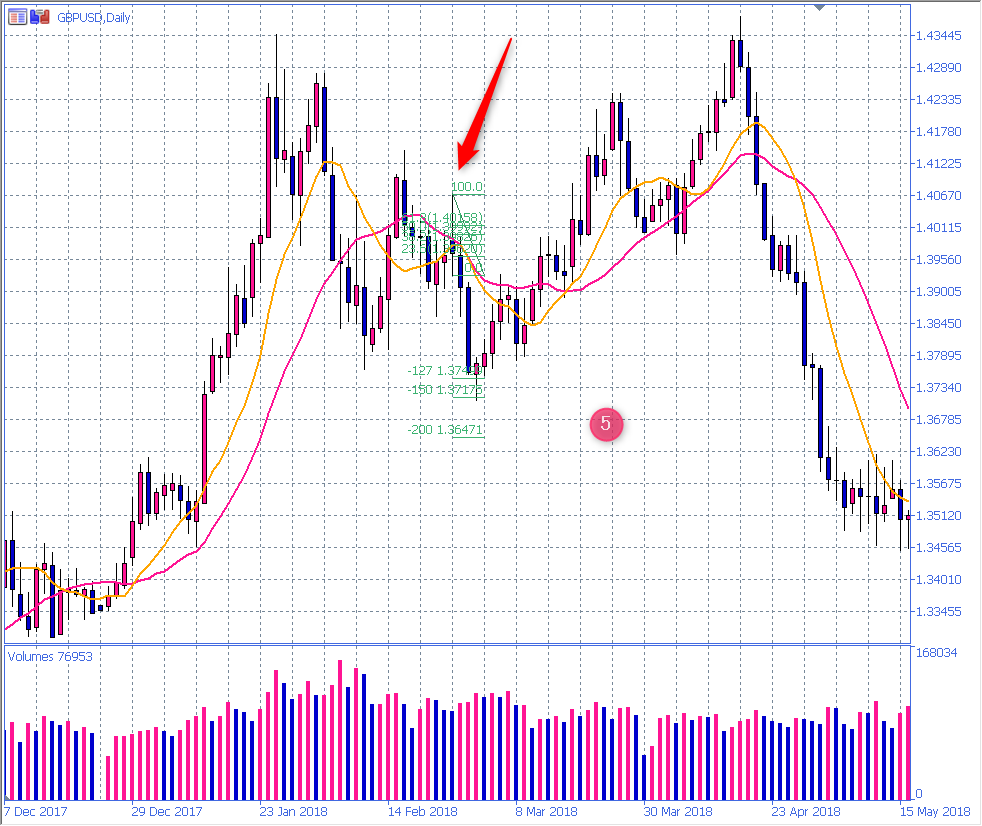 GBPUSD,Daily
1.43445
1.42890
1.42335
1.41780
1.41225
1.40670
1.40115
1.39560
1.39005
1.38450
1.37895
1.37340
1.36785
1.36230
1.35675
1.35120
1.34565
1.34010
1.33455
100.0
0.0
-127
-150 1.37175
-200 1.36471
5
Volumes 76953
168034
0
7 Dec 2017
29 Dec 2017
23 Jan 2018
14 Feb 2018
8 Mar 2018
30 Mar 2018
23 Apr 2018
15 May 2018